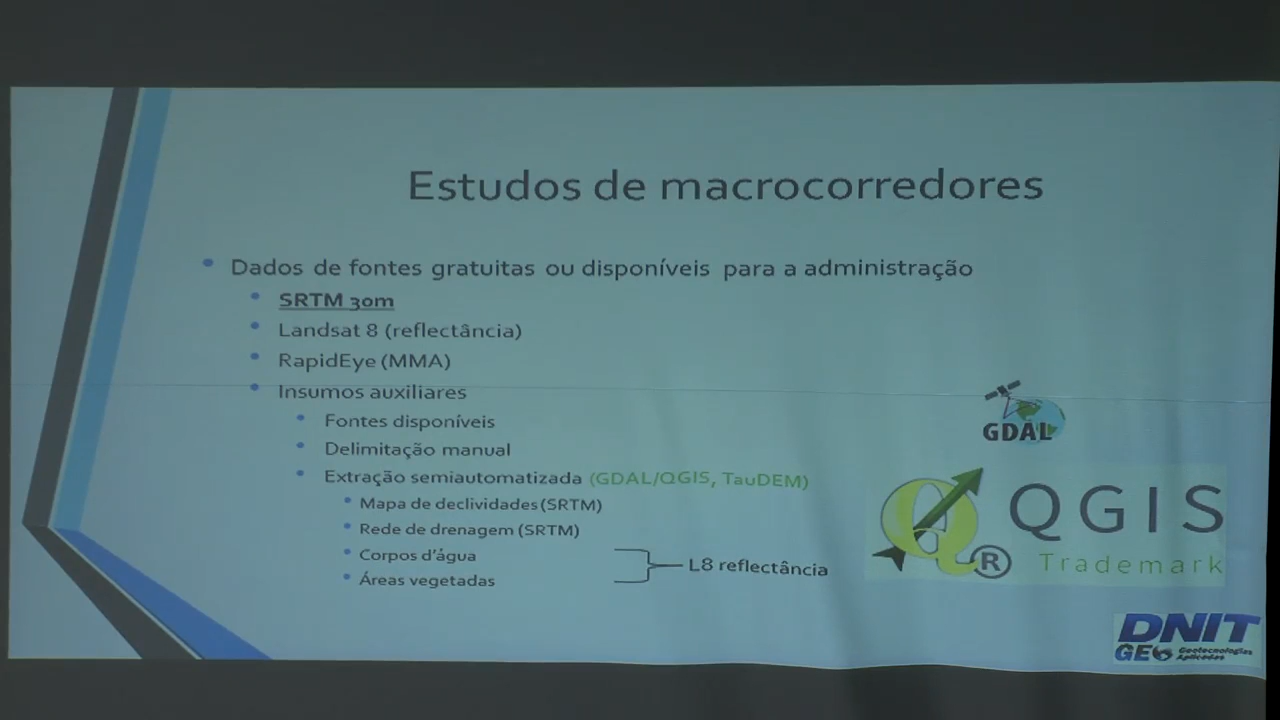 Estudos de macrocorredores
Dados de fontes gratuitas ou disponíveis para a administração
SRTM 30m
Landsat 8 (reflectância)
RapidEye (MMA)
Insumos auxiliares
Fontes disponíveis
Delimitação manual
Extração semiautomatizada (GDAL/QGIS, TauDEM)
Mapa de declividades (SRTM)
Rede de drenagem (SRTM)
Corpos d'água
Áreas vegetadas
L8 reflectância
GDAL
QGIS
Trademark
®
DNIT
GEO Geotecnologias
Aplicadas